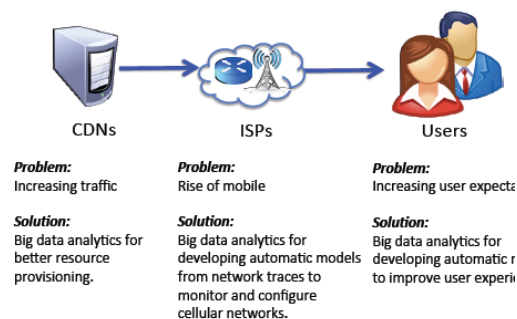 CDNs
ISPs
Users
Problem:
Increasing traffic
Solution:
Big data analytics for
better resource
provisioning.
Problem:
Rise of mobile
Solution:
Big data analytics for
developing automatic models
from network traces to
monitor and configure
cellular networks.
Problem:
Increasing user
Solution:
Big data analytics for
developing automatic
to improve user